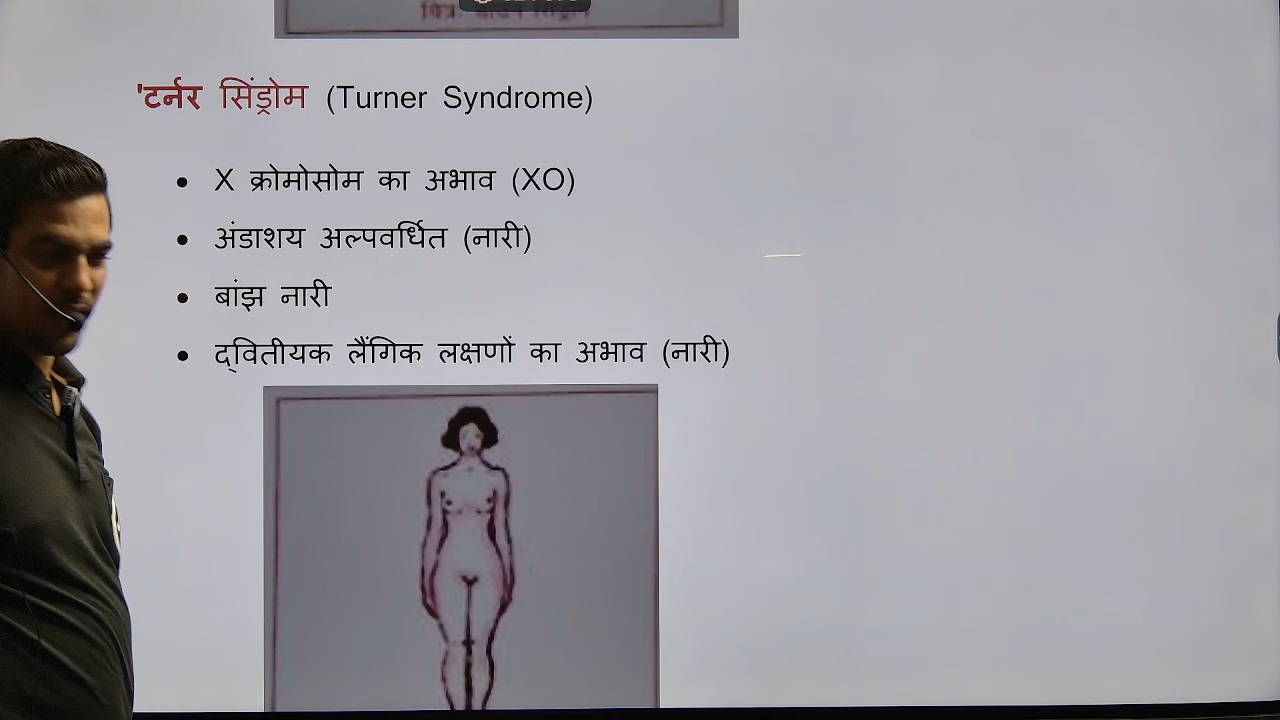 'टर्नर सिंड्रोम (Turner Syndrome)
X क्रोमोसोम का अभाव (XO)
अंडाशय अल्पवर्धित (नारी)
बांझ नारी
द्वितीयक लैंगिक लक्षणों का अभाव (नारी)